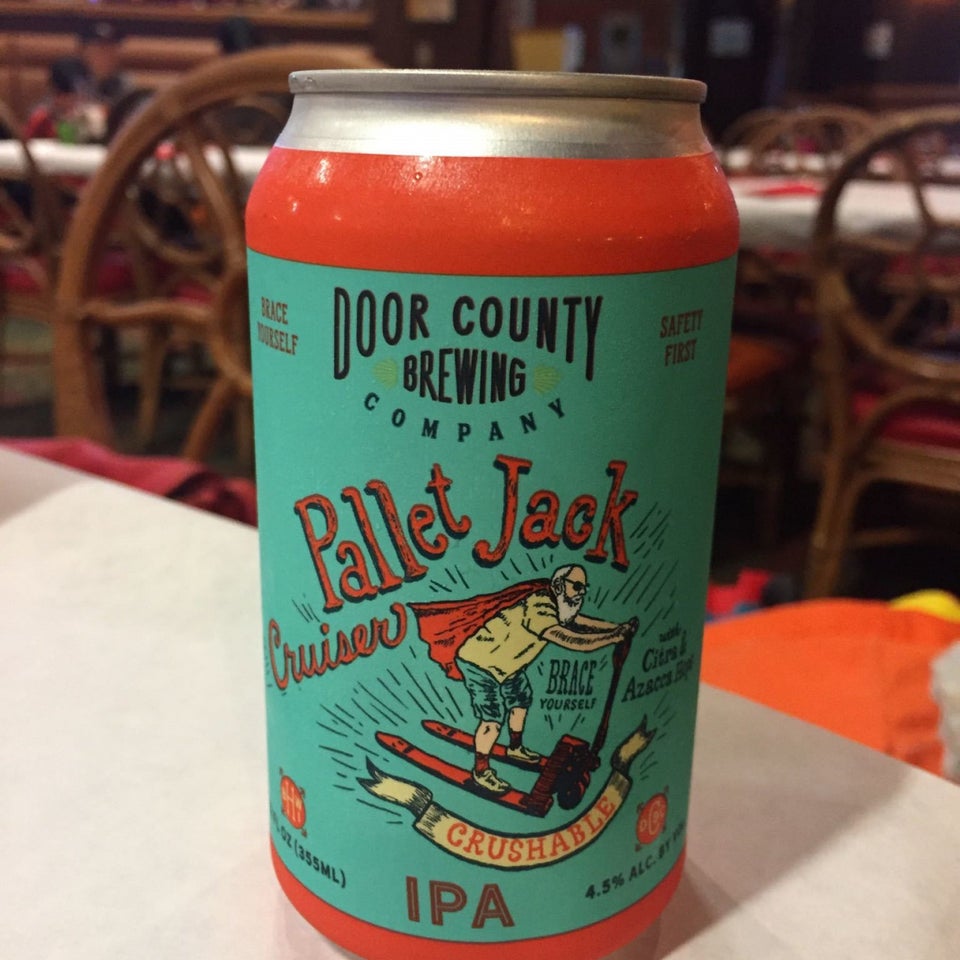 BRACE
YOURSELF
DOOR COUNTY
BREWING
COMPANY
SAFETY
FIRST
Pallet Jack
Cruiser
BRACE
YOURSELF
with
Citra &
Azacca Hops
CRUSHABLE
OZ (355ML)
IPA
4.5% ALC. BY